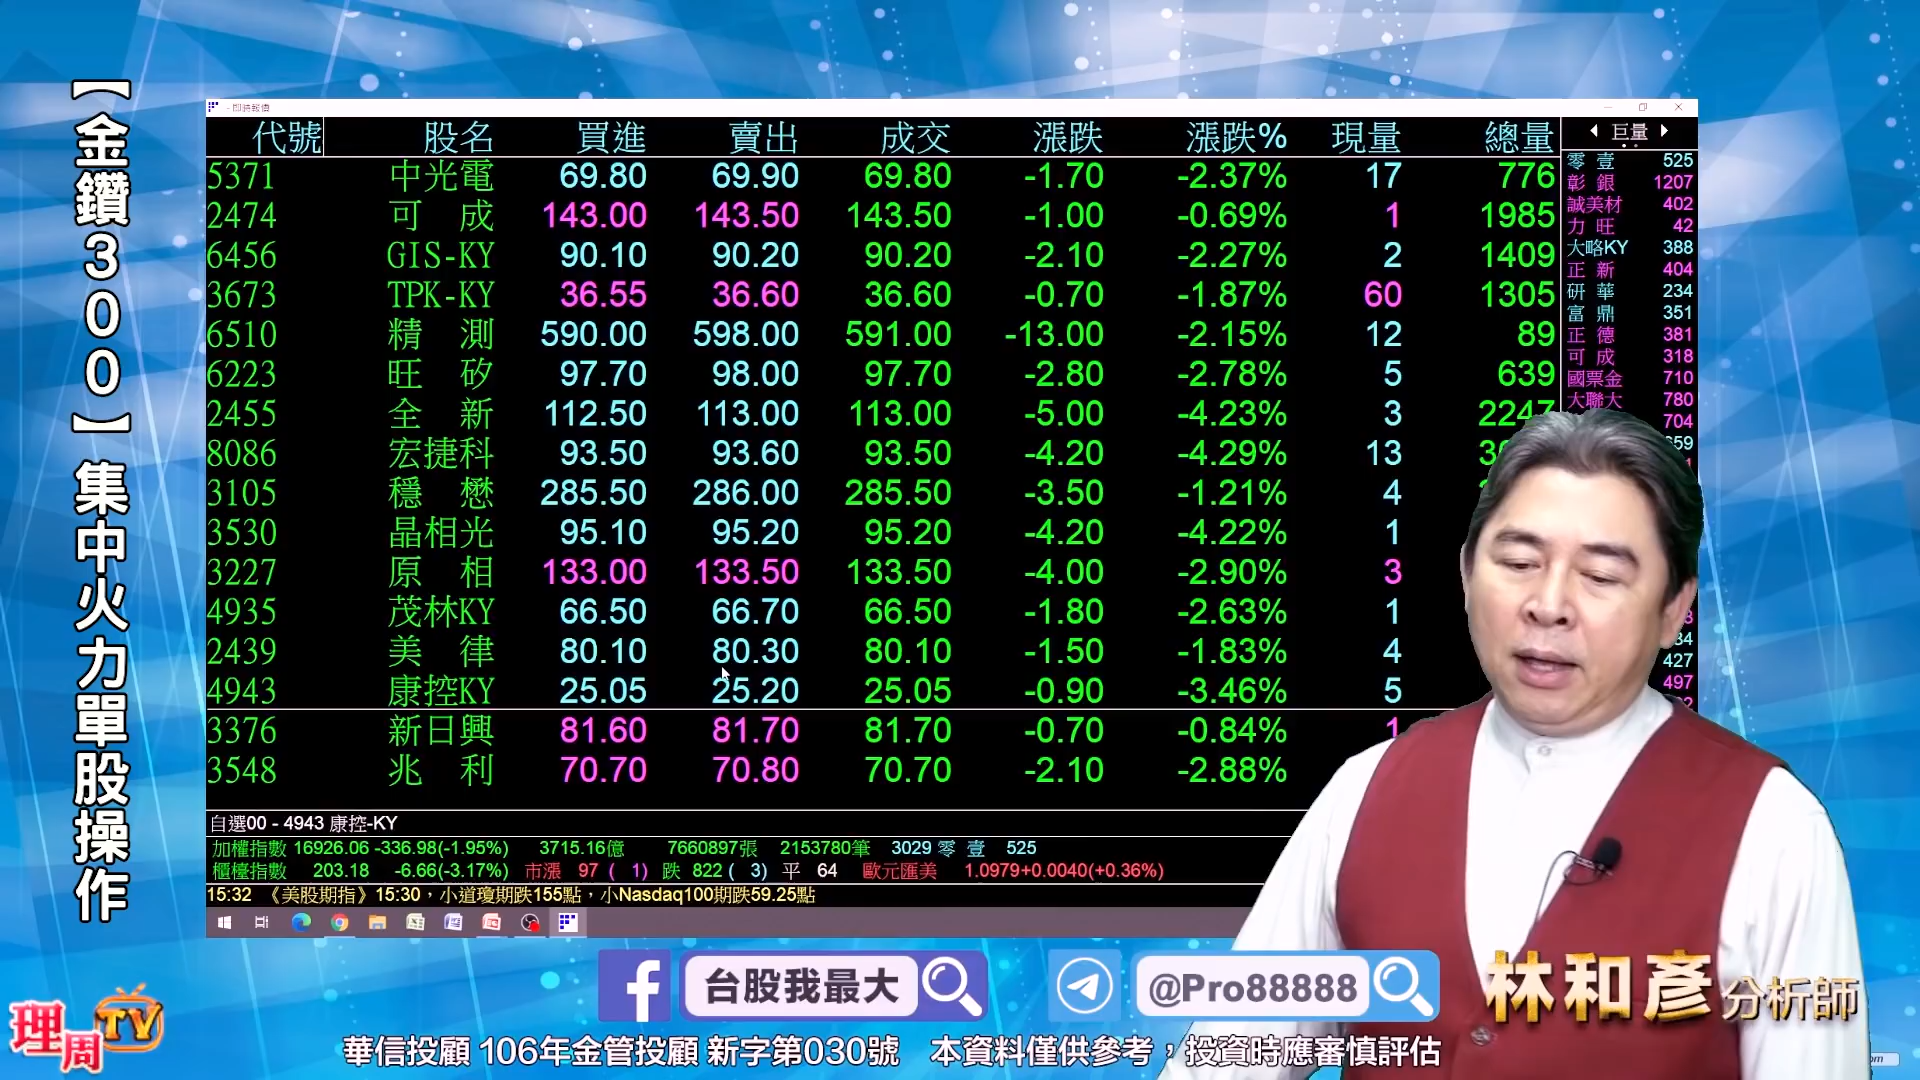 【金鑽300】集中火力單股操作
- 即時報價
代號 股名 買進 賣出 成交 漲跌 漲跌% 現量 總量
5371 中光電 69.80 69.90 69.80 -1.70 -2.37% 17 776
2474 可成 143.00 143.50 143.50 -1.00 -0.69% 1 1985
6456 GIS-KY 90.10 90.20 90.20 -2.10 -2.27% 2 1409
3673 TPK-KY 36.55 36.60 36.60 -0.70 -1.87% 60 1305
6510 精測 590.00 598.00 591.00 -13.00 -2.15% 12 89
6223 旺矽 97.70 98.00 97.70 -2.80 -2.78% 5 639
2455 全新 112.50 113.00 113.00 -5.00 -4.23% 3 2247
8086 宏捷科 93.50 93.60 93.50 -4.20 -4.29% 13
3105 穩懋 285.50 286.00 285.50 -3.50 -1.21% 4
3530 晶相光 95.10 95.20 95.20 -4.20 -4.22% 1
3227 原相 133.00 133.50 133.50 -4.00 -2.90% 3
4935 茂林KY 66.50 66.70 66.50 -1.80 -2.63% 1
2439 美律 80.10 80.30 80.10 -1.50 -1.83% 4
4943 康控KY 25.05 25.20 25.05 -0.90 -3.46% 5
3376 新日興 81.60 81.70 81.70 -0.70 -0.84% 1
3548 兆利 70.70 70.80 70.70 -2.10 -2.88%
巨量
零壹 525
彰銀 1207
誠美材 402
力旺 42
大略KY 388
正新 404
研華 234
富鼎 351
正德 381
可成 318
國票金 710
大聯大 780
704
427
497
自選00 - 4943 康控-KY
加權指數 16926.06 -336.98(-1.95%) 3715.16億 7660897張 2153780筆 3029 零壹 525
櫃檯指數 203.18 -6.66(-3.17%) 市漲 97 ( 1) 跌 822 ( 3) 平 64 歐元匯美 1.0979+0.0040(+0.36%)
15:32 《美股期指》15:30，小道瓊期跌155點，小Nasdaq100期跌59.25點
台股我最大
@Pro88888
林和彥分析師
理周TV
華信投顧 106年金管投顧 新字第030號 本資料僅供參考，投資時應審慎評估